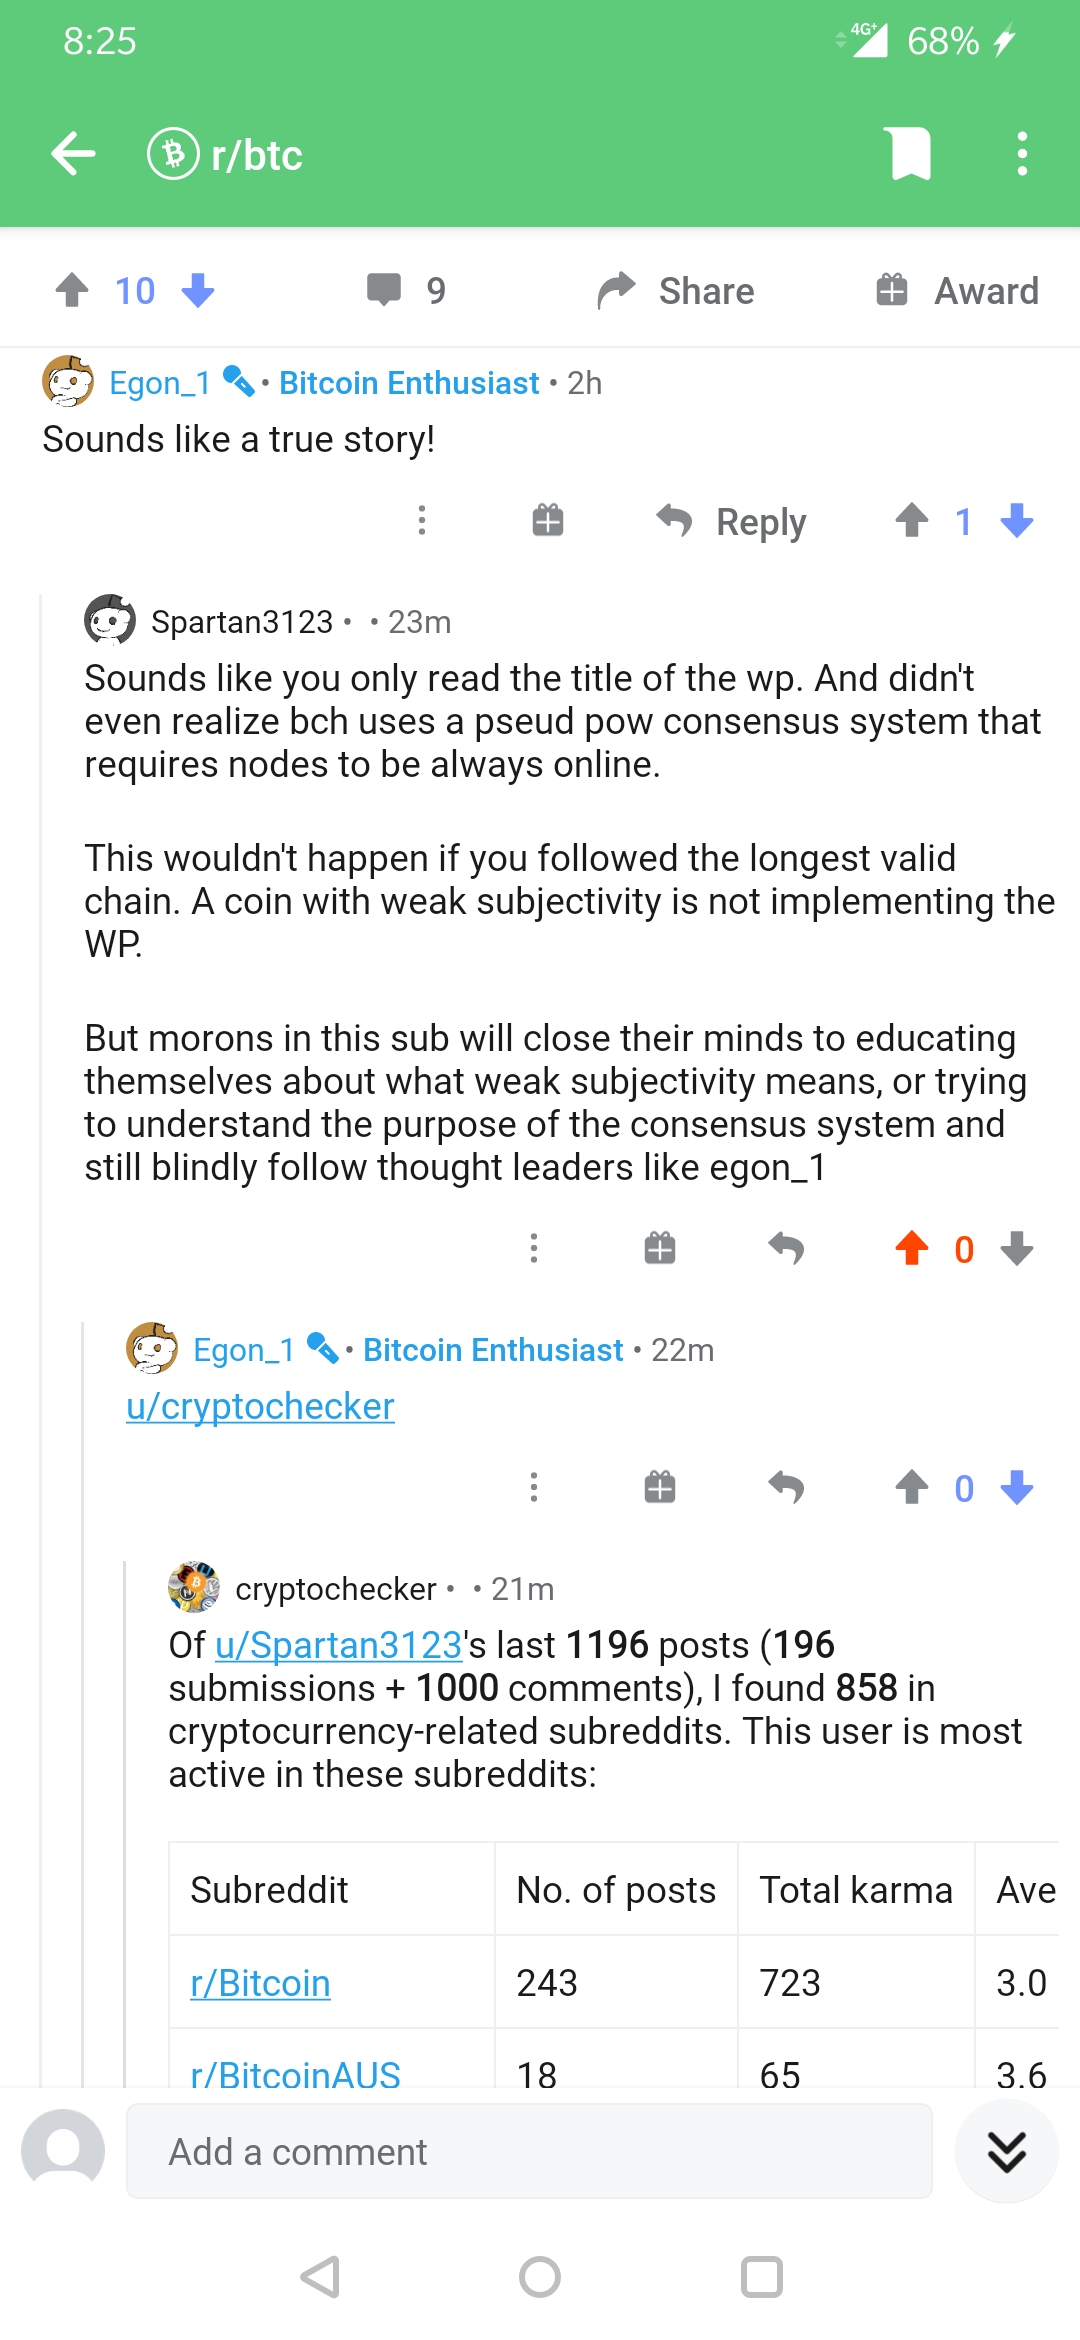 8:25 4G+ 68%
r/btc
10 9 Share Award
Egon_1 • Bitcoin Enthusiast • 2h
Sounds like a true story!
Reply 1
Spartan3123 • • 23m
Sounds like you only read the title of the wp. And didn't
even realize bch uses a pseud pow consensus system that
requires nodes to be always online.
This wouldn't happen if you followed the longest valid
chain. A coin with weak subjectivity is not implementing the
WP.
But morons in this sub will close their minds to educating
themselves about what weak subjectivity means, or trying
to understand the purpose of the consensus system and
still blindly follow thought leaders like egon_1
0
Egon_1 • Bitcoin Enthusiast • 22m
u/cryptochecker
0
cryptochecker • • 21m
Of u/Spartan3123's last 1196 posts (196
submissions + 1000 comments), I found 858 in
cryptocurrency-related subreddits. This user is most
active in these subreddits:
Subreddit No. of posts Total karma Ave
r/Bitcoin 243 723 3.0
r/BitcoinAUS 18 65 3.6
Add a comment